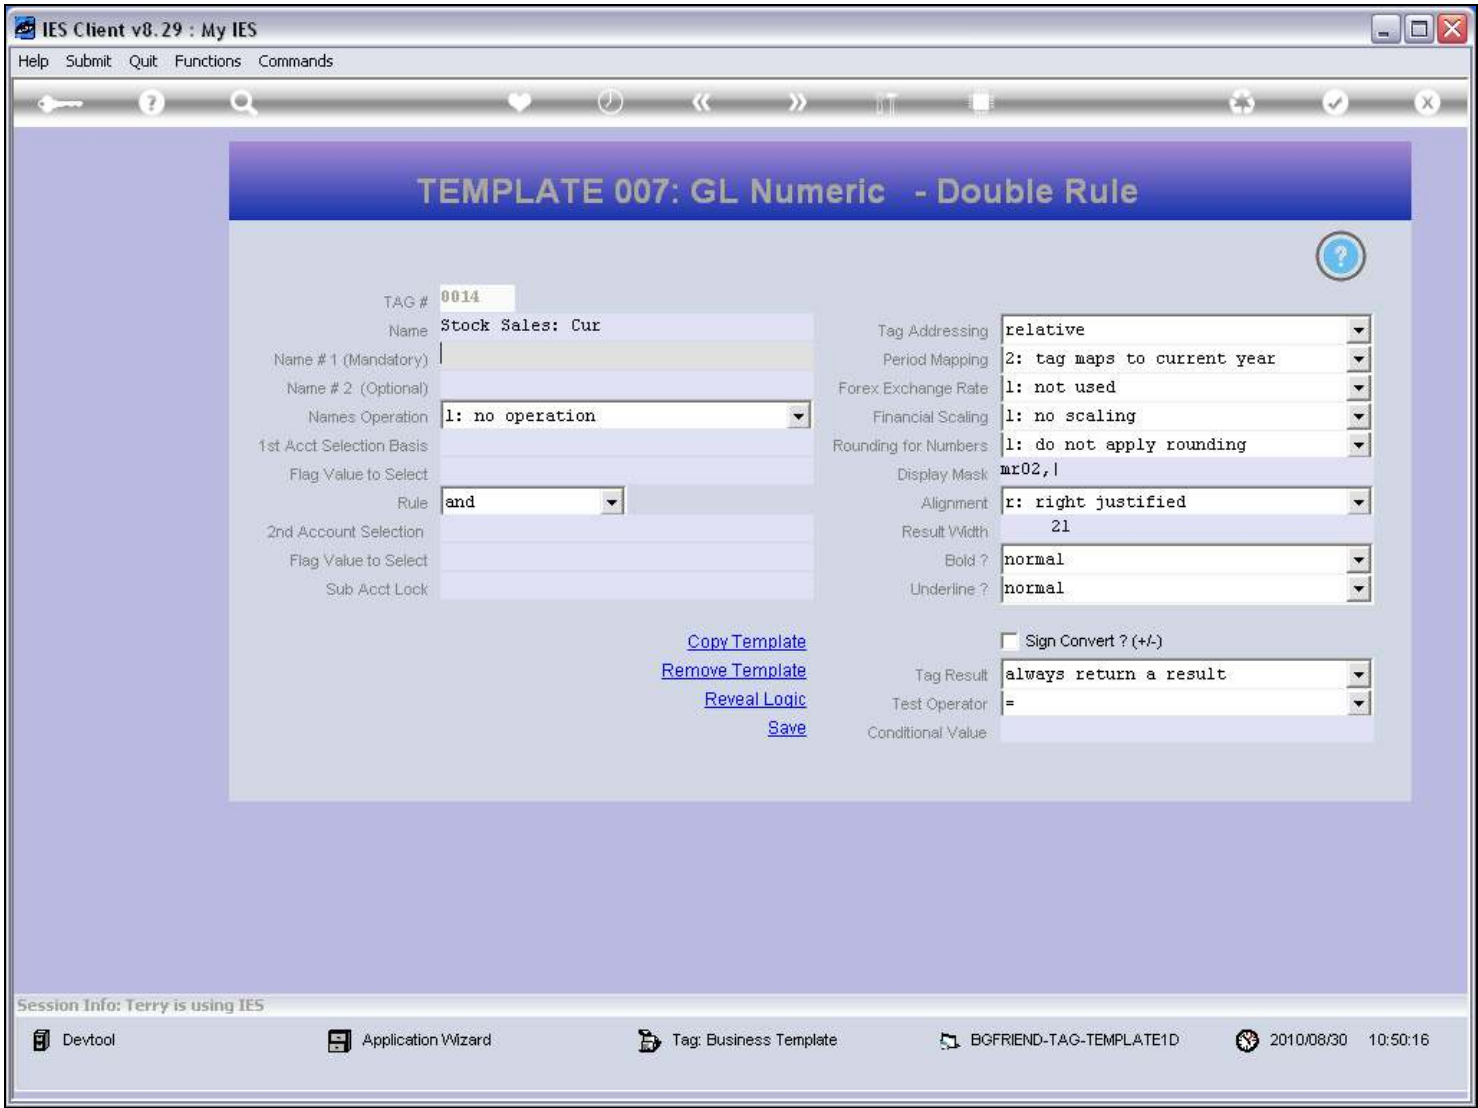 IES Client v8.29 : My IES
Help Submit Quit Functions Commands
TEMPLATE 007: GL Numeric - Double Rule
?
TAG # 0014
Name Stock Sales: Cur
Name # 1 (Mandatory)
Name # 2 (Optional)
Names Operation 1: no operation
1st Acct Selection Basis
Flag Value to Select
Rule and
2nd Account Selection
Flag Value to Select
Sub Acct Lock
Copy Template
Remove Template
Reveal Logic
Save
Tag Addressing relative
Period Mapping 2: tag maps to current year
Forex Exchange Rate 1: not used
Financial Scaling 1: no scaling
Rounding for Numbers 1: do not apply rounding
Display Mask mr02,|
Alignment r: right justified
Result Width 21
Bold ? normal
Underline ? normal
Sign Convert ? (+/-)
Tag Result always return a result
Test Operator =
Conditional Value
Session Info: Terry is using IES
Devtool Application Wizard Tag: Business Template BGFRIEND-TAG-TEMPLATE1D 2010/08/30 10:50:16